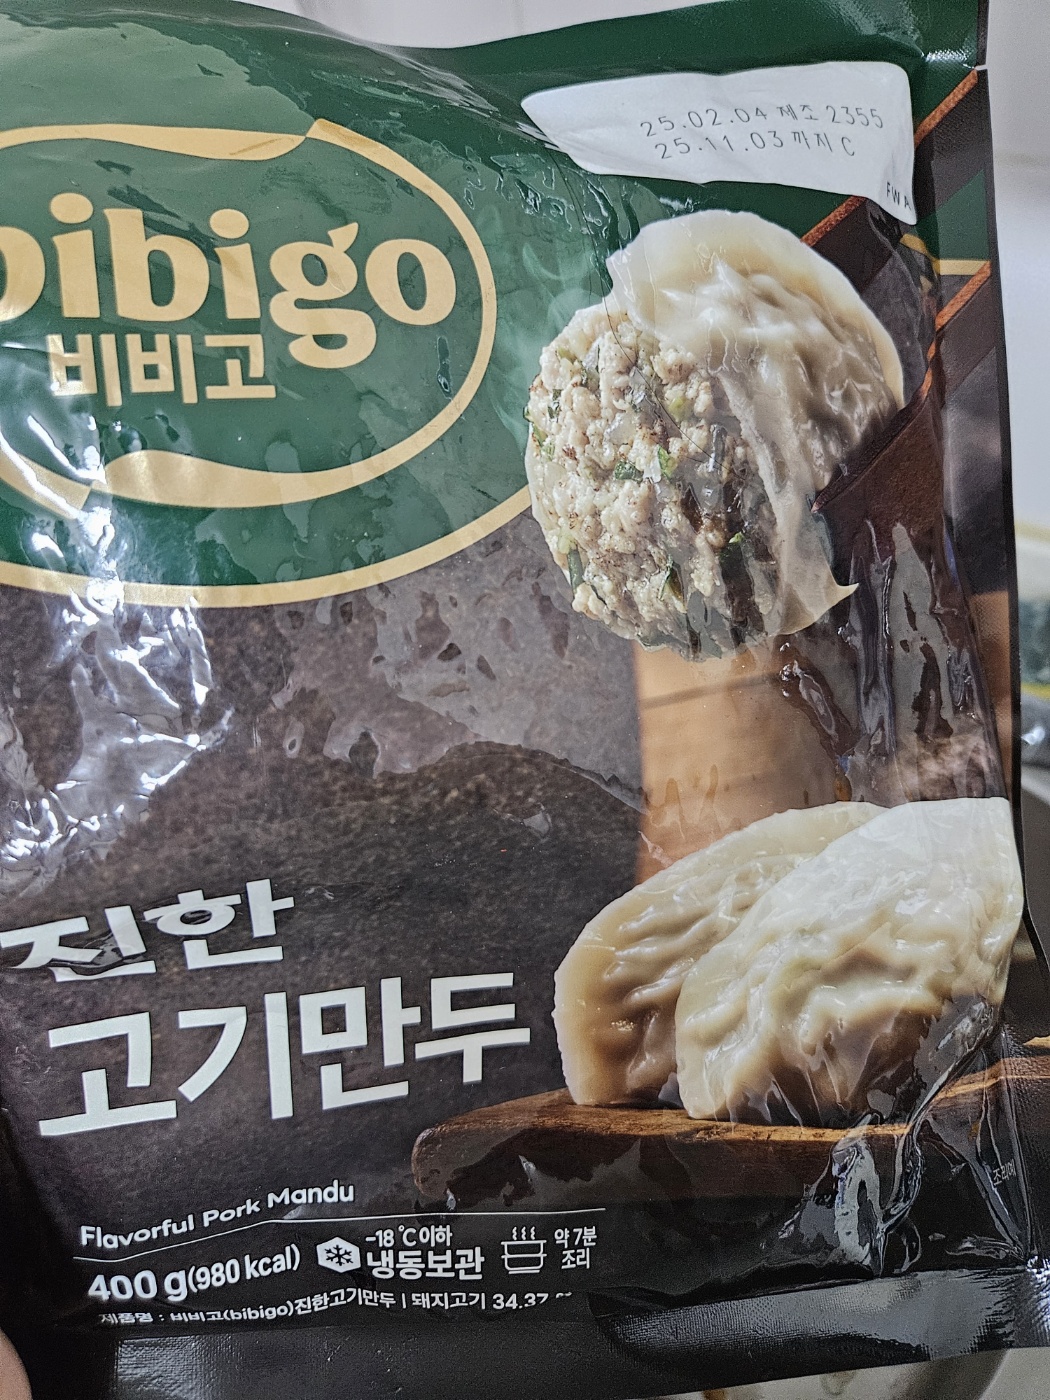 25.02.04 제조 2355
25.11.03 까지 C
FW A
bibigo
비비고
진한
고기만두
Flavorful Pork Mandu
400 g(980 kcal)
-18℃이하
냉동보관
약 7분
조리
제품명 : 비비고(bibigo)진한고기만두 | 돼지고기 34.37